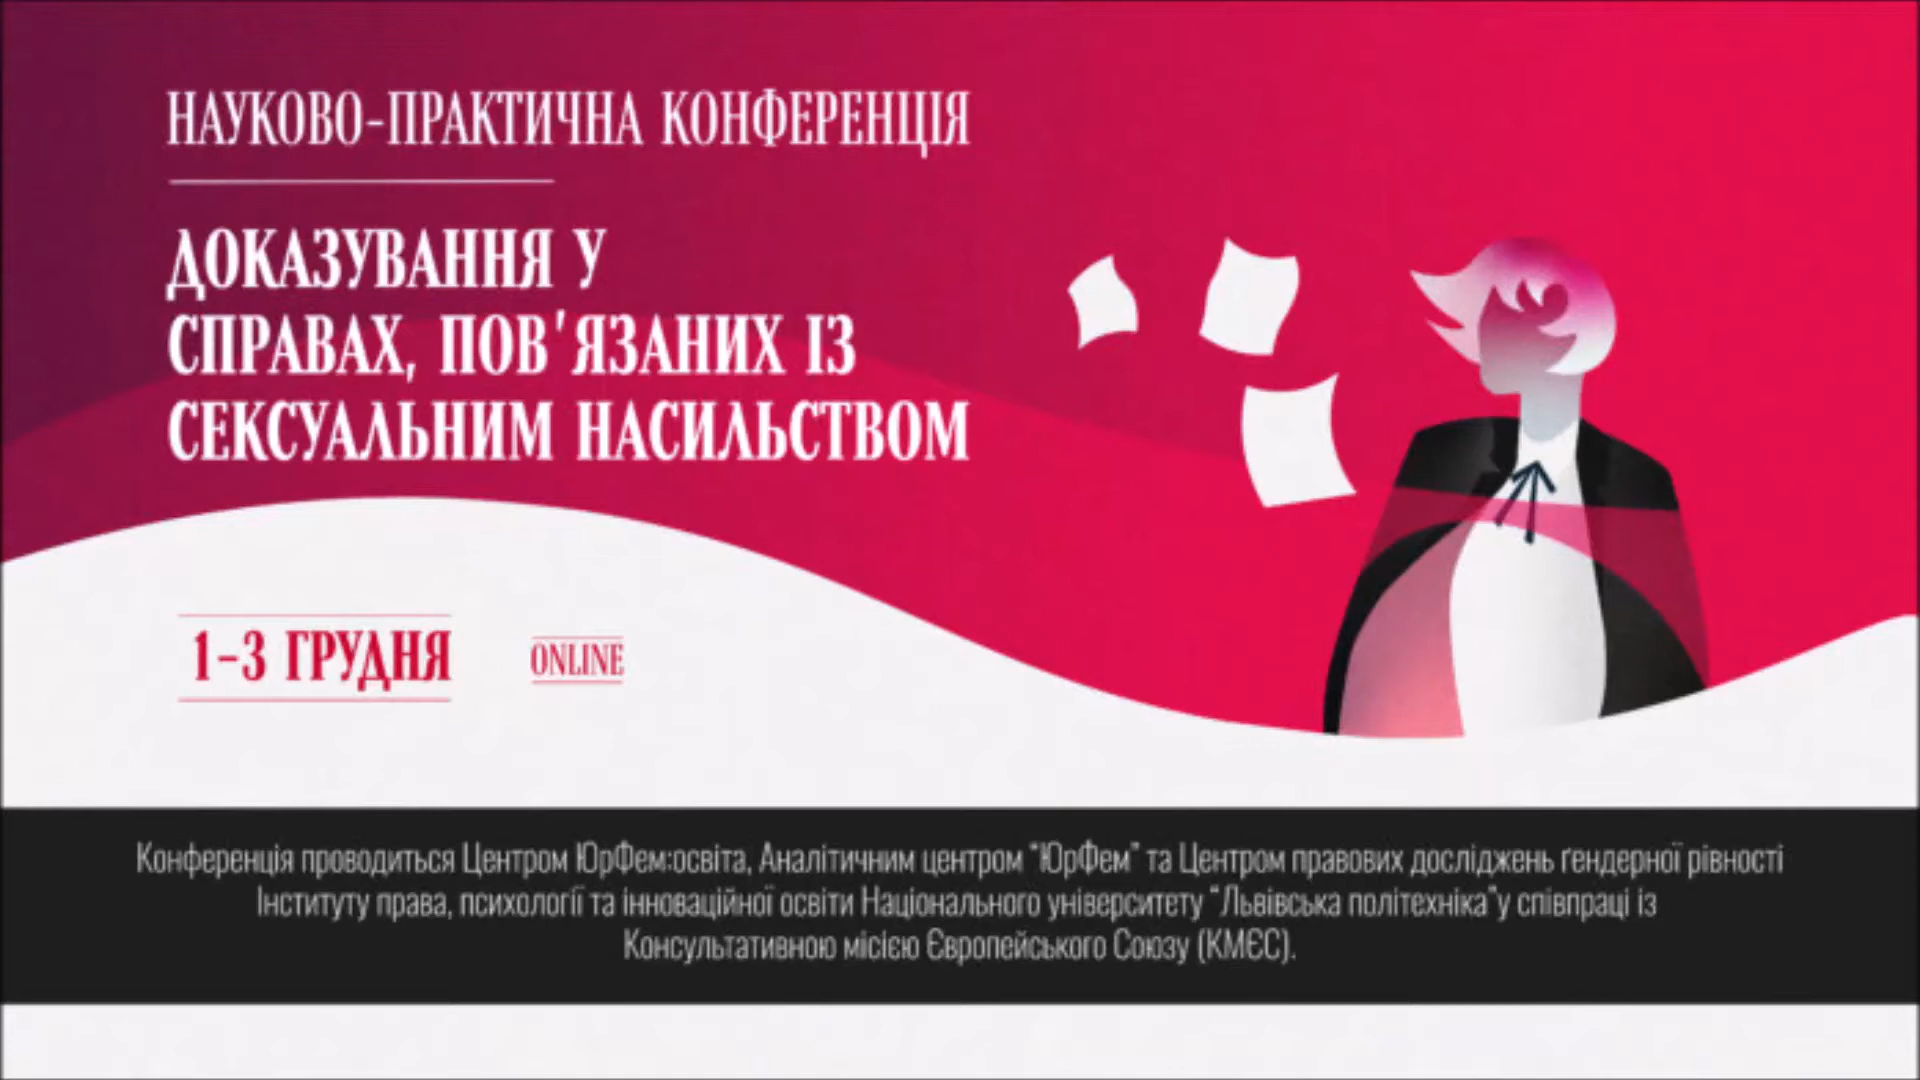 НАУКОВО-ПРАКТИЧНА КОНФЕРЕНЦІЯ
ДОКАЗУВАННЯ У
СПРАВАХ, ПОВ'ЯЗАНИХ ІЗ
СЕКСУАЛЬНИМ НАСИЛЬСТВОМ
1-3 ГРУДНЯ
ONLINE
Конференція проводиться Центром ЮрФем:освіта, Аналітичним центром "ЮрФем" та Центром правових досліджень ґендерної рівності
Інституту права, психології та інноваційної освіти Національного університету "Львівська політехніка"у співпраці із
Консультативною місією Європейського Союзу (КМЄС).